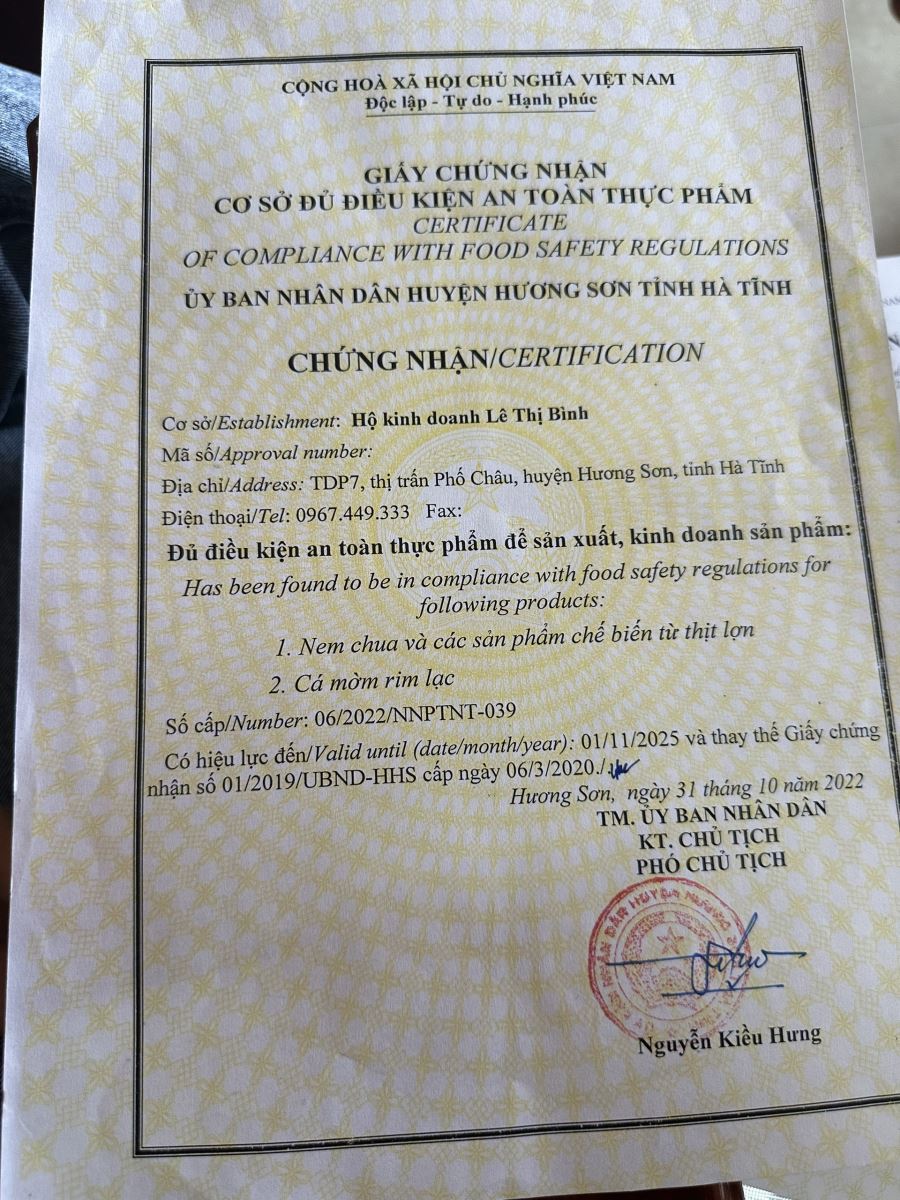 CỘNG HOÀ XÃ HỘI CHỦ NGHĨA VIỆT NAM
Độc lập - Tự do - Hạnh phúc
GIẤY CHỨNG NHẬN
CƠ SỞ ĐỦ ĐIỀU KIỆN AN TOÀN THỰC PHẨM
CERTIFICATE
OF COMPLIANCE WITH FOOD SAFETY REGULATIONS
ỦY BAN NHÂN DÂN HUYỆN HƯƠNG SƠN TỈNH HÀ TĨNH
CHỨNG NHẬN/CERTIFICATION
Cơ sở/Establishment: Hộ kinh doanh Lê Thị Bình
Mã số/Approval number:
Địa chỉ/Address: TDP7, thị trấn Phố Châu, huyện Hương Sơn, tỉnh Hà Tĩnh
Điện thoại/Tel: 0967.449.333 Fax:
Đủ điều kiện an toàn thực phẩm để sản xuất, kinh doanh sản phẩm:
Has been found to be in compliance with food safety regulations for
following products:
1. Nem chua và các sản phẩm chế biến từ thịt lợn
2. Cá mờm rim lạc
Số cấp/Number: 06/2022/NNPTNT-039
Có hiệu lực đến/Valid until (date/month/year): 01/11/2025 và thay thế Giấy chứng
nhận số 01/2019/UBND-HHS cấp ngày 06/3/2020./.
Hương Sơn, ngày 31 tháng 10 năm 2022
TM. ỦY BAN NHÂN DÂN
KT. CHỦ TỊCH
PHÓ CHỦ TỊCH
Nguyễn Kiều Hưng